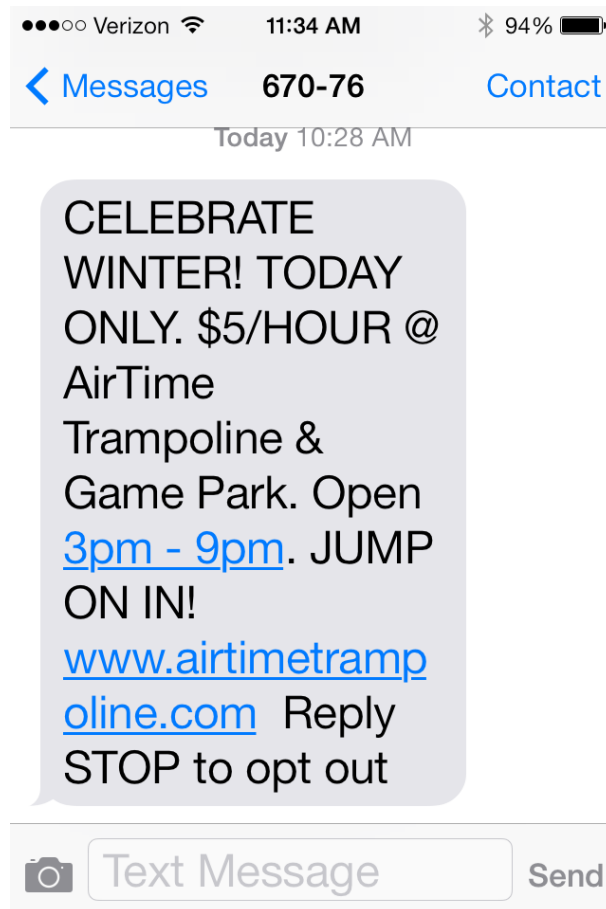 Verizon 11:34 AM 94%
Messages 670-76 Contact
Today 10:28 AM
CELEBRATE
WINTER! TODAY
ONLY. $5/HOUR @
AirTime
Trampoline &
Game Park. Open
3pm - 9pm. JUMP
ON IN!
www.airtimetramp
oline.com Reply
STOP to opt out
Text Message Send